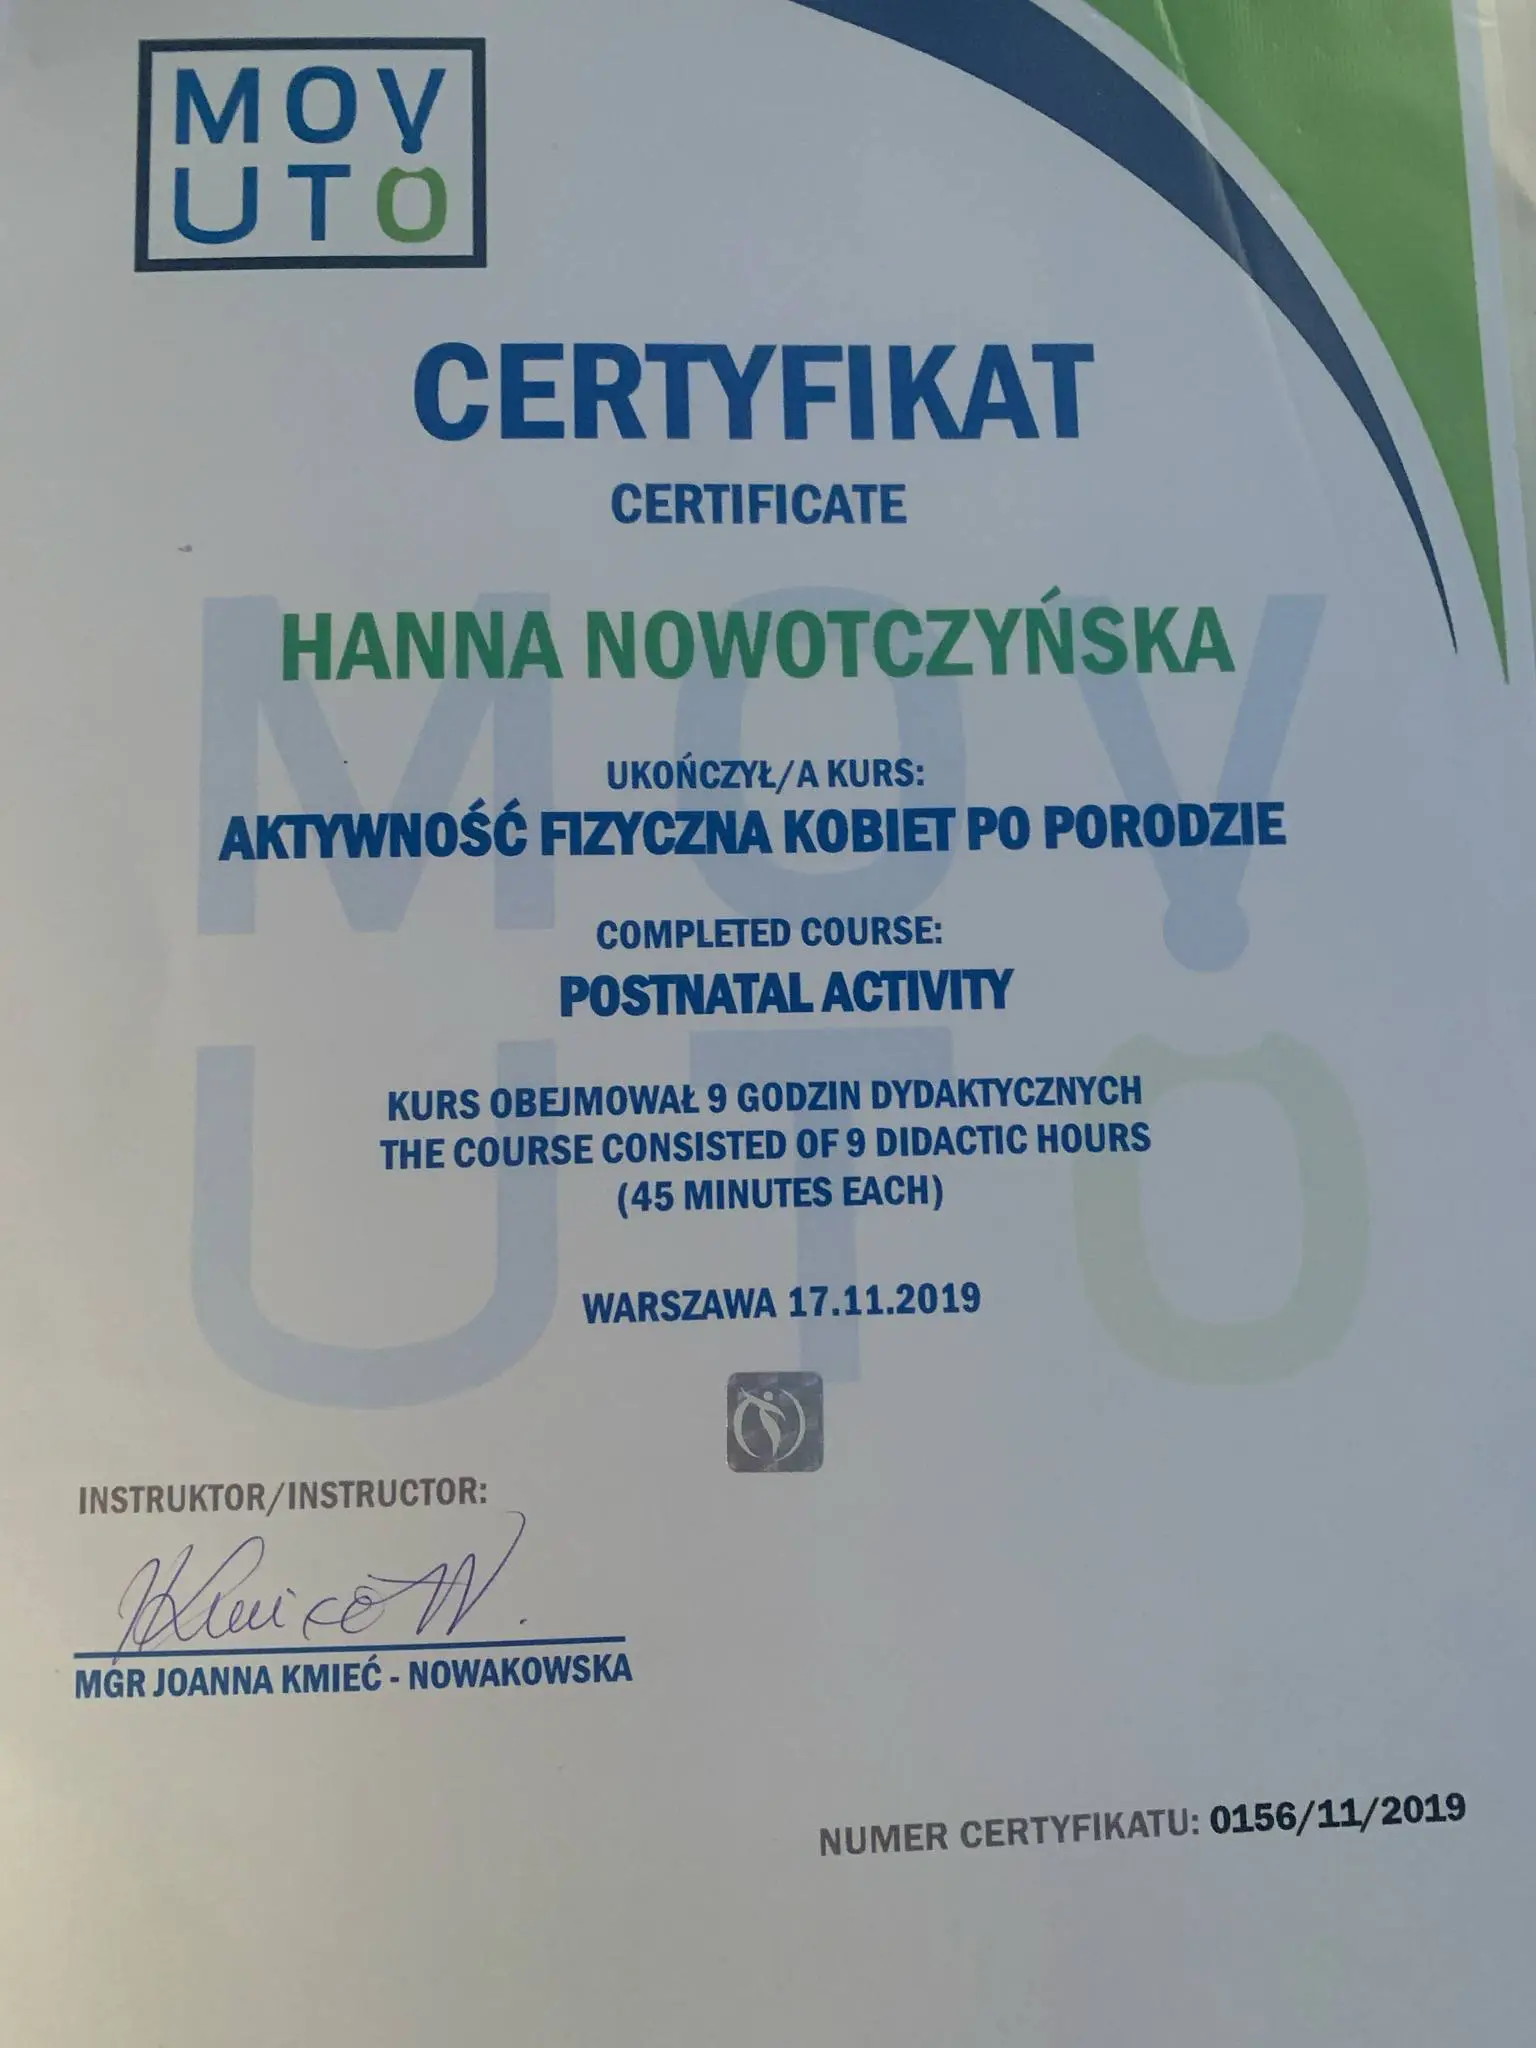 MOV
UTO
CERTYFIKAT
CERTIFICATE
HANNA NOWOTCZYŃSKA
UKOŃCZYŁ/A KURS:
AKTYWNOŚĆ FIZYCZNA KOBIET PO PORODZIE
COMPLETED COURSE:
POSTNATAL ACTIVITY
KURS OBEJMOWAŁ 9 GODZIN DYDAKTYCZNYCH
THE COURSE CONSISTED OF 9 DIDACTIC HOURS
(45 MINUTES EACH)
WARSZAWA 17.11.2019
INSTRUKTOR/INSTRUCTOR:
MGR JOANNA KMIEĆ - NOWAKOWSKA
NUMER CERTYFIKATU: 0156/11/2019